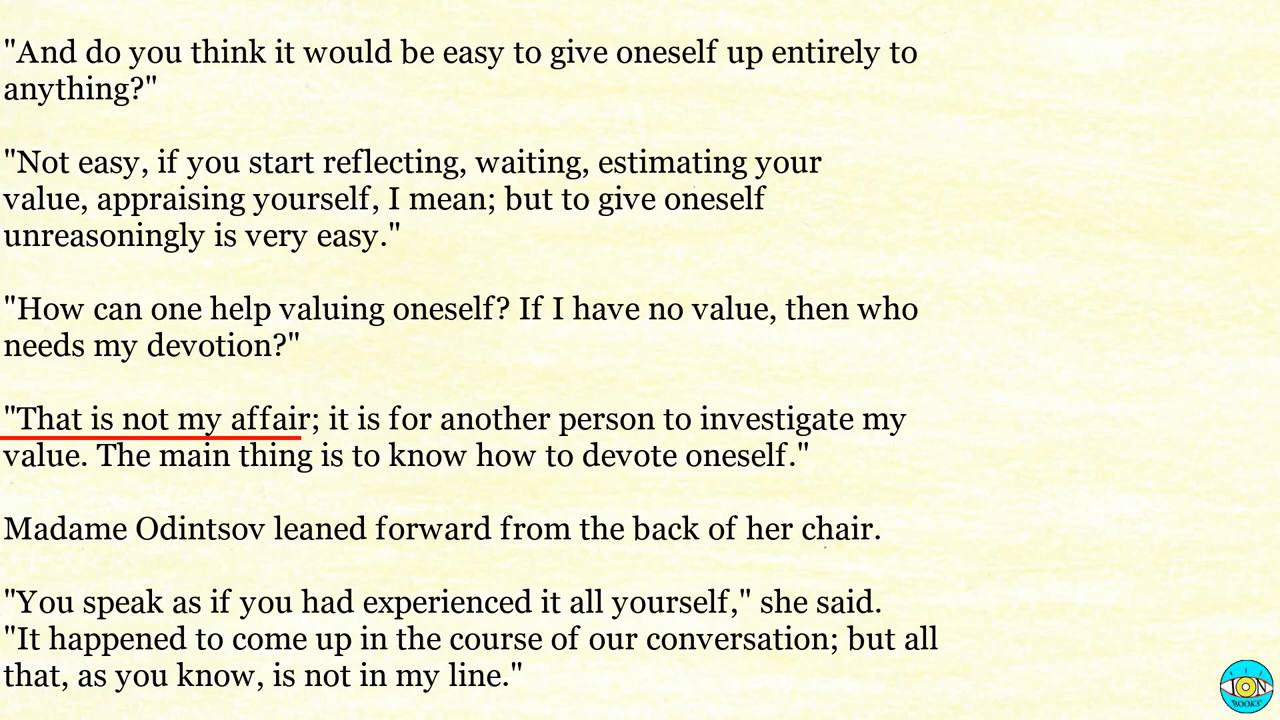 "And do you think it would be easy to give oneself up entirely to
anything?"
"Not easy, if you start reflecting, waiting, estimating your
value, appraising yourself, I mean; but to give oneself
unreasoningly is very easy."
"How can one help valuing oneself? If I have no value, then who
needs my devotion?"
"That is not my affair; it is for another person to investigate my
value. The main thing is to know how to devote oneself."
Madame Odintsov leaned forward from the back of her chair.
"You speak as if you had experienced it all yourself," she said.
"It happened to come up in the course of our conversation; but all
that, as you know, is not in my line."
ION
BOOKS